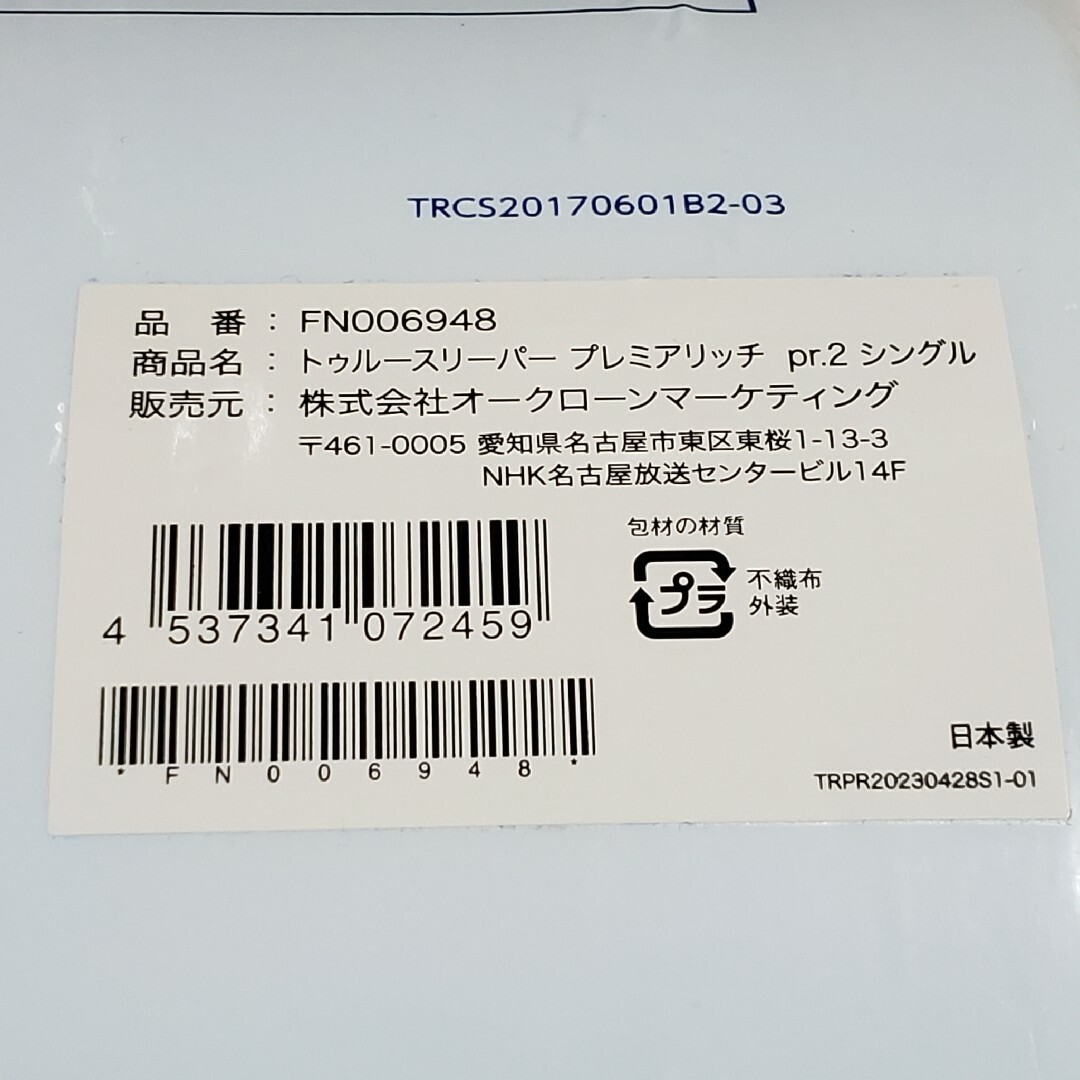 TRCS20170601B2-03
品 番 : FN006948
商品名 : トゥルースリーパー プレミアリッチ pr.2 シングル
販売元 : 株式会社オークローンマーケティング
〒461-0005 愛知県名古屋市東区東桜1-13-3
NHK名古屋放送センタービル14F
包材の材質
プラ
不織布
外装
4 537341 072459
*FN006948*
日本製
TRPR20230428S1-01